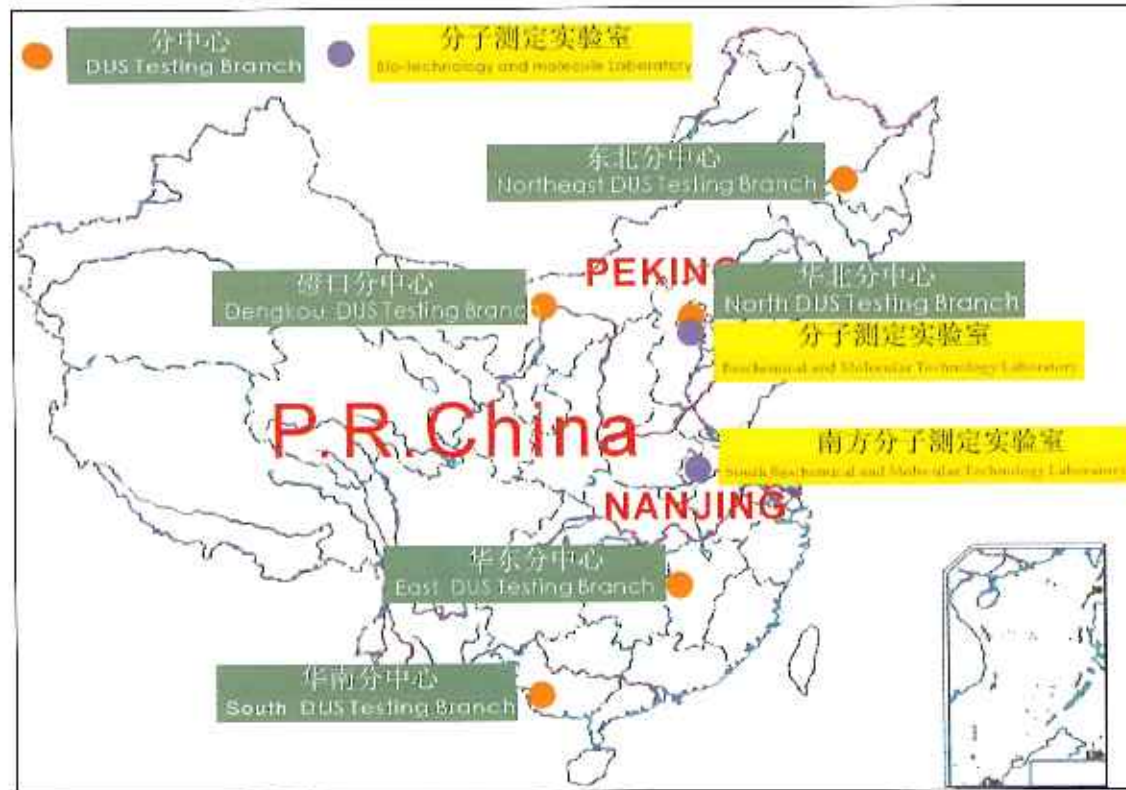 分中心
DUS Testing Branch
分子测定实验室
Bio-technology and molecule Laboratory
东北分中心
Northeast DUS Testing Branch
PEKING
华北分中心
North DUS Testing Branch
磴口分中心
Dengkou DUS Testing Branc
分子测定实验室
Biochemical and Molecular Technology Laboratory
P.R.China
南方分子测定实验室
South Biochemical and Molecular Technology Laboratory
NANJING
华东分中心
East DUS Testing Branch
华南分中心
South DUS Testing Branch